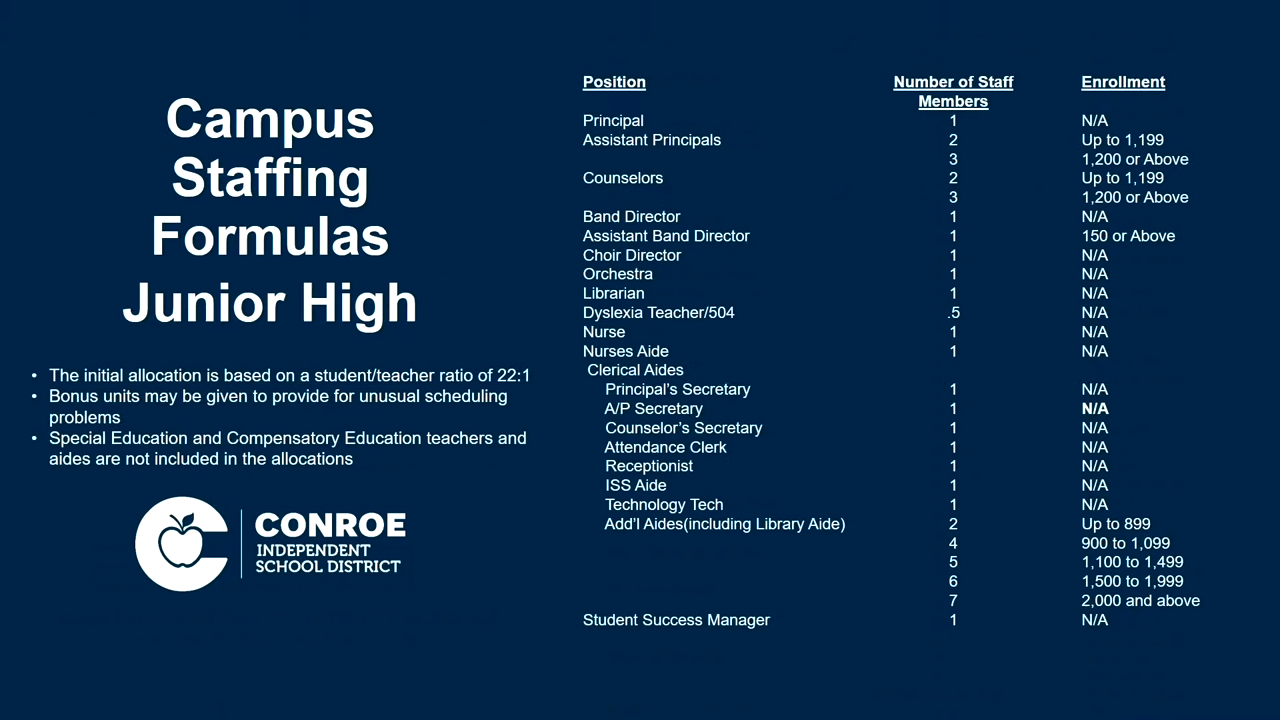 Campus
Staffing
Formulas
Junior High
• The initial allocation is based on a student/teacher ratio of 22:1
• Bonus units may be given to provide for unusual scheduling
problems
• Special Education and Compensatory Education teachers and
aides are not included in the allocations
CONROE
INDEPENDENT
SCHOOL DISTRICT
Position Number of Staff Enrollment
Members
Principal 1 N/A
Assistant Principals 2 Up to 1,199
3 1,200 or Above
Counselors 2 Up to 1,199
3 1,200 or Above
Band Director 1 N/A
Assistant Band Director 1 150 or Above
Choir Director 1 N/A
Orchestra 1 N/A
Librarian 1 N/A
Dyslexia Teacher/504 .5 N/A
Nurse 1 N/A
Nurses Aide 1 N/A
Clerical Aides
Principal's Secretary 1 N/A
A/P Secretary 1 N/A
Counselor's Secretary 1 N/A
Attendance Clerk 1 N/A
Receptionist 1 N/A
ISS Aide 1 N/A
Technology Tech 1 N/A
Add'l Aides(including Library Aide) 2 Up to 899
4 900 to 1,099
5 1,100 to 1,499
6 1,500 to 1,999
7 2,000 and above
Student Success Manager 1 N/A